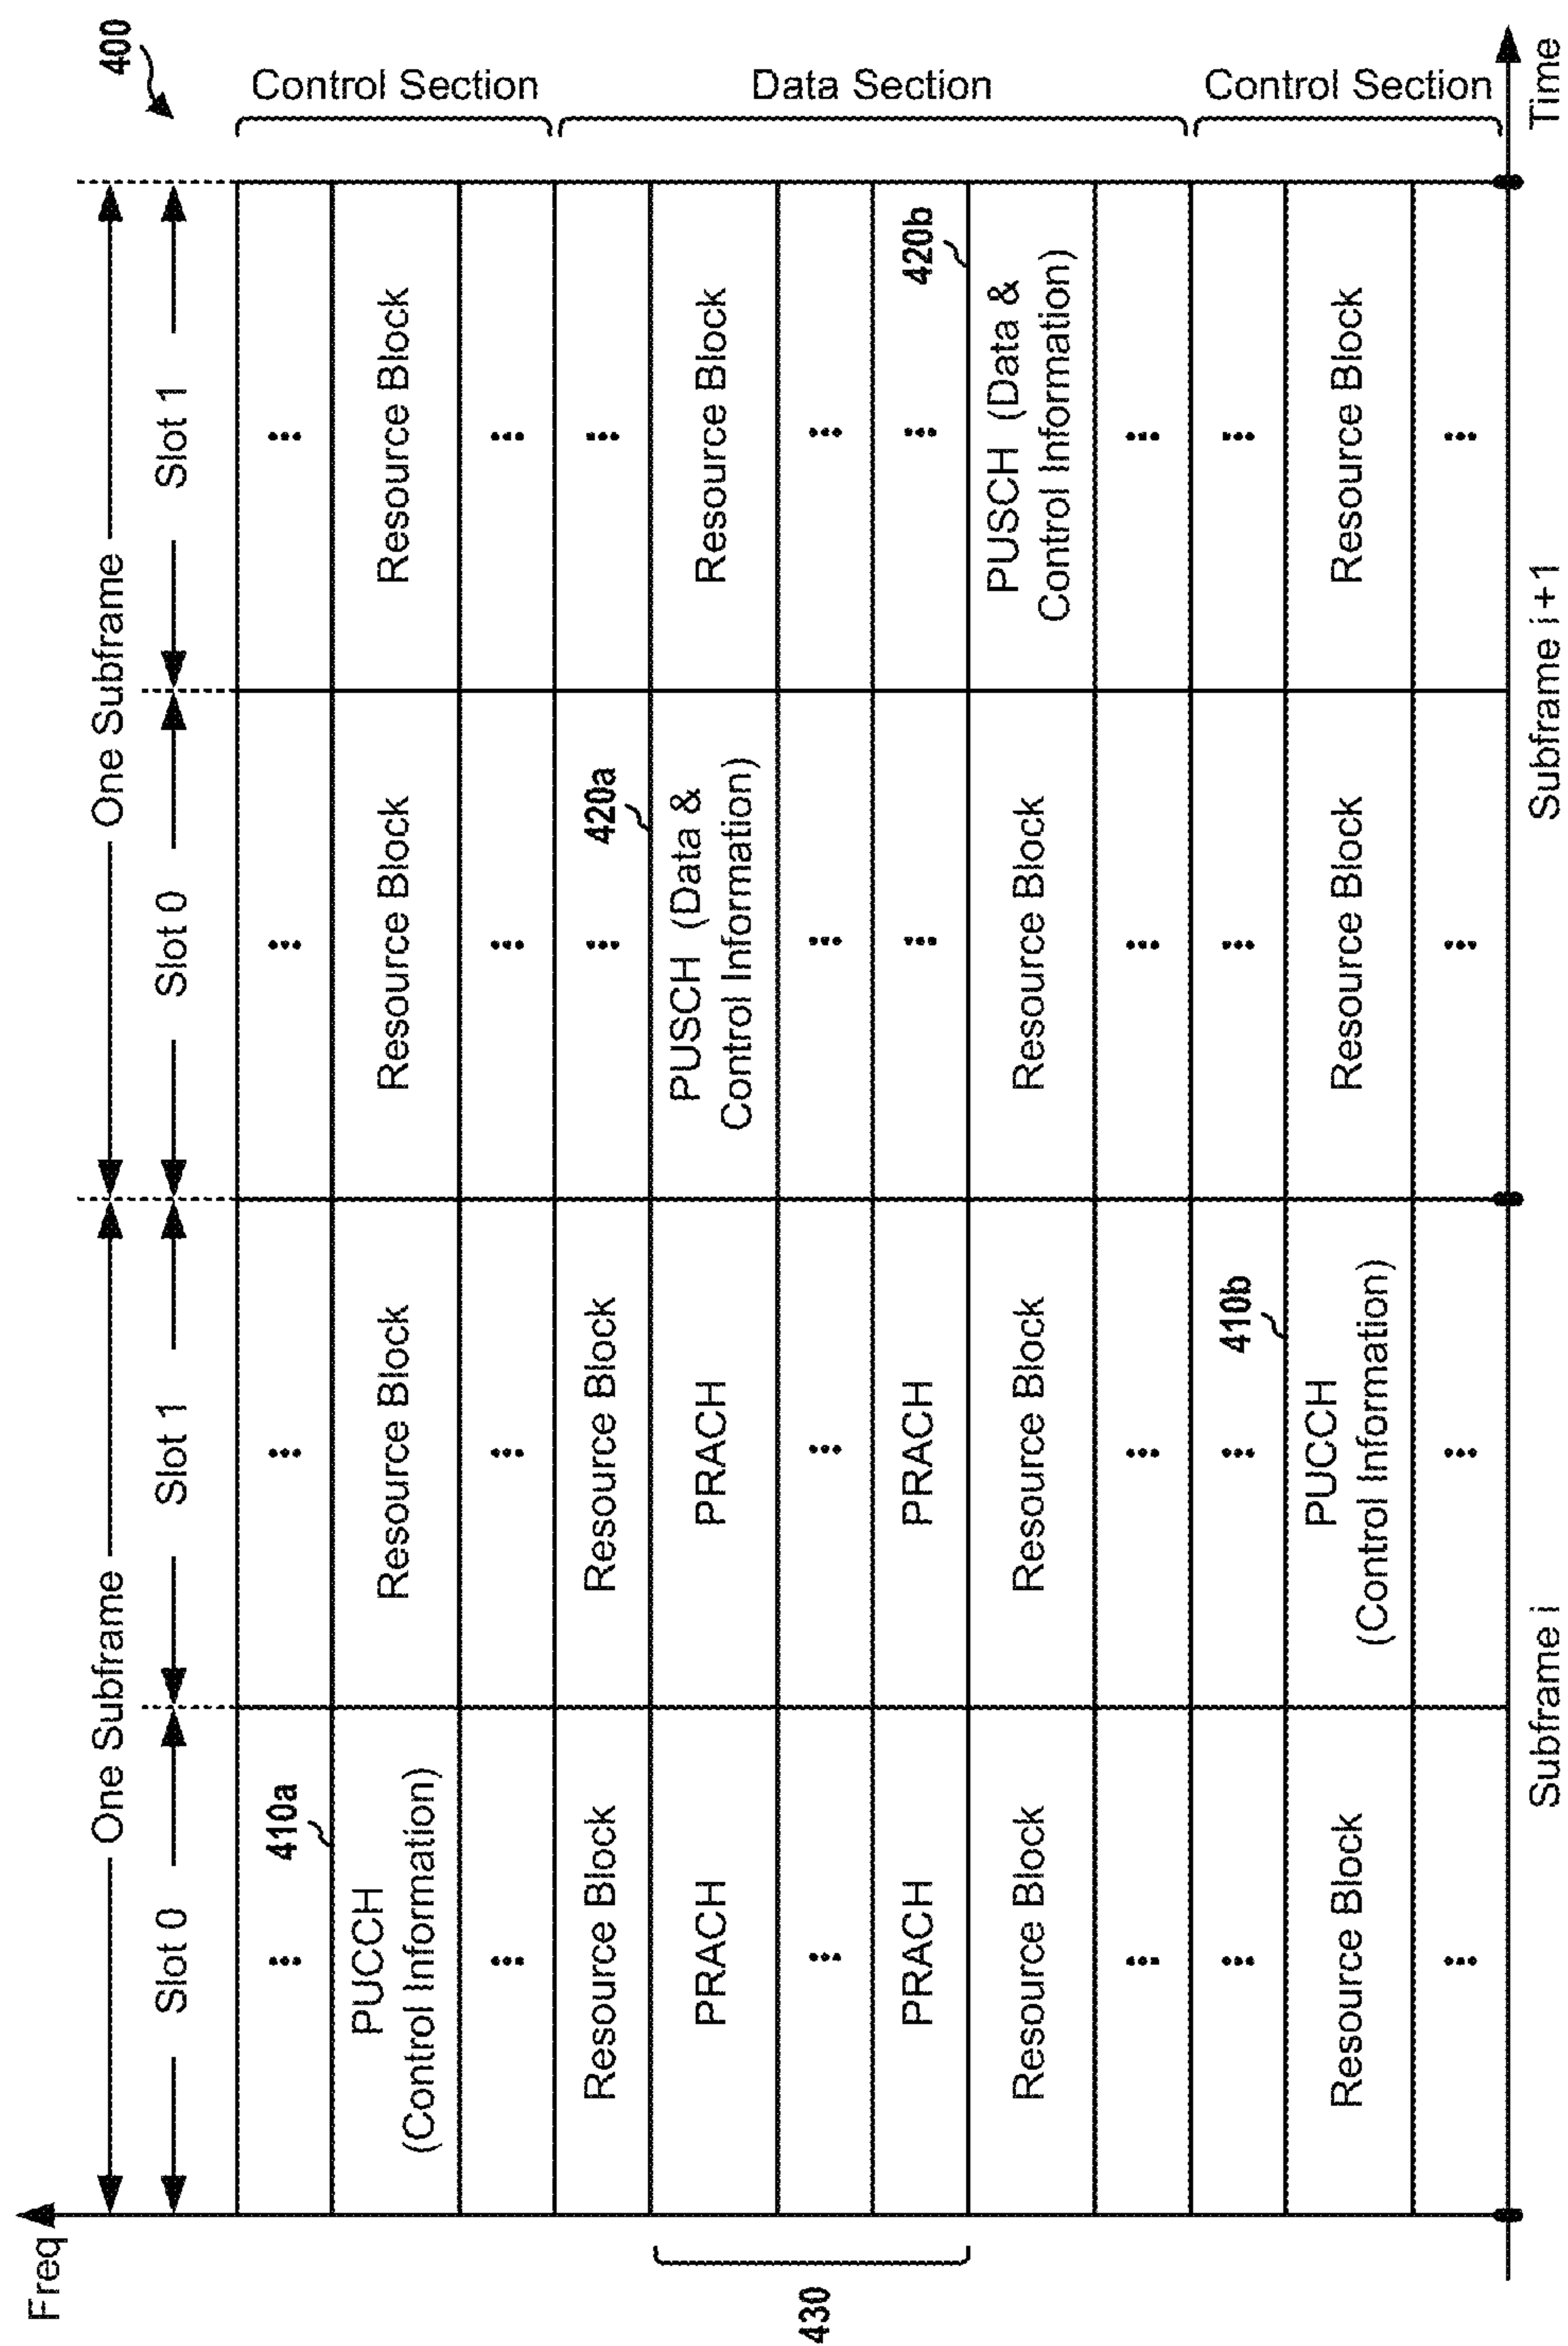 400
Freq
One Subframe
One Subframe
Slot 0
Slot 1
Slot 0
Slot 1
...
...
...
...
Control Section
410a
PUCCH
(Control Information)
Resource Block
Resource Block
Resource Block
...
...
...
...
Resource Block
Resource Block
...
...
Data Section
420a
430
PRACH
PRACH
PUSCH (Data &
Control Information)
Resource Block
...
...
...
...
PRACH
PRACH
...
...
420b
Resource Block
Resource Block
Resource Block
PUSCH (Data &
Control Information)
...
...
...
...
...
...
...
...
Control Section
410b
Resource Block
PUCCH
(Control Information)
Resource Block
Resource Block
...
...
...
...
Subframe i
Subframe i + 1
Time